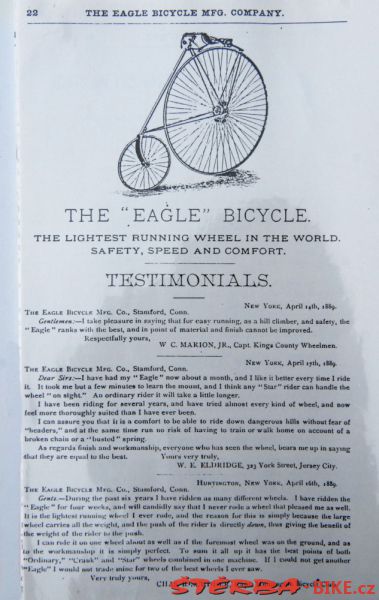 22 THE EAGLE BICYCLE MFG. COMPANY.
THE "EAGLE" BICYCLE.
THE LIGHTEST RUNNING WHEEL IN THE WORLD.
SAFETY, SPEED AND COMFORT.
TESTIMONIALS.
NEW YORK, April 14th, 1889.
THE EAGLE BICYCLE MFG. CO., Stamford, Conn.
Gentlemen:—I take pleasure in saying that for easy running, as a hill climber, and safety, the
"Eagle" ranks with the best, and in point of material and finish cannot be improved.
Respectfully yours,
W C. MARION, JR., Capt. Kings County Wheelmen.
NEW YORK, April 17th, 1889.
THE EAGLE BICYCLE MFG. CO., Stamford, Conn.
Dear Sirs:—I have had my "Eagle" now about a month, and I like it better every time I ride
it. It took me but a few minutes to learn the mount, and I think any "Star" rider can handle the
wheel "on sight." An ordinary rider it will take a little longer.
I have been riding for several years, and have tried almost every kind of wheel, and now
feel more thoroughly suited than I have ever been.
I can assure you that it is a comfort to be able to ride down dangerous hills without fear of
"headers," and at the same time run no risk of having to train or walk home on account of a
broken chain or a "busted" spring.
As regards finish and workmanship, everyone who has seen the wheel, bears me up in saying
that they are equal to the best. Yours very truly,
W. E. ELDRIDGE, 323 York Street, Jersey City.
HUNTINGTON, New York, April 16th, 1889.
THE EAGLE BICYCLE MFG. CO., Stamford, Conn.
Gents:—During the past six years I have ridden as many different wheels. I have ridden the
"Eagle" for four weeks, and will candidly say that I never rode a wheel that pleased me as well.
It is the lightest running wheel I ever rode, and the reason for this is simply because the large
wheel carries all the weight, and the push of the rider is directly down, thus giving the benefit of
the weight of the rider to the push.
I can ride it on one wheel about as well as if the foremost wheel was on the ground, and as
to the workmanship it is simply perfect. To sum it all up it has the best points of both
"Ordinary," "Crank" and "Star" wheels combined in one machine. If I could not get another
"Eagle" I would not trade mine for two of the best wheels I ever saw.
Very truly yours,
STERBA-BIKE.cz